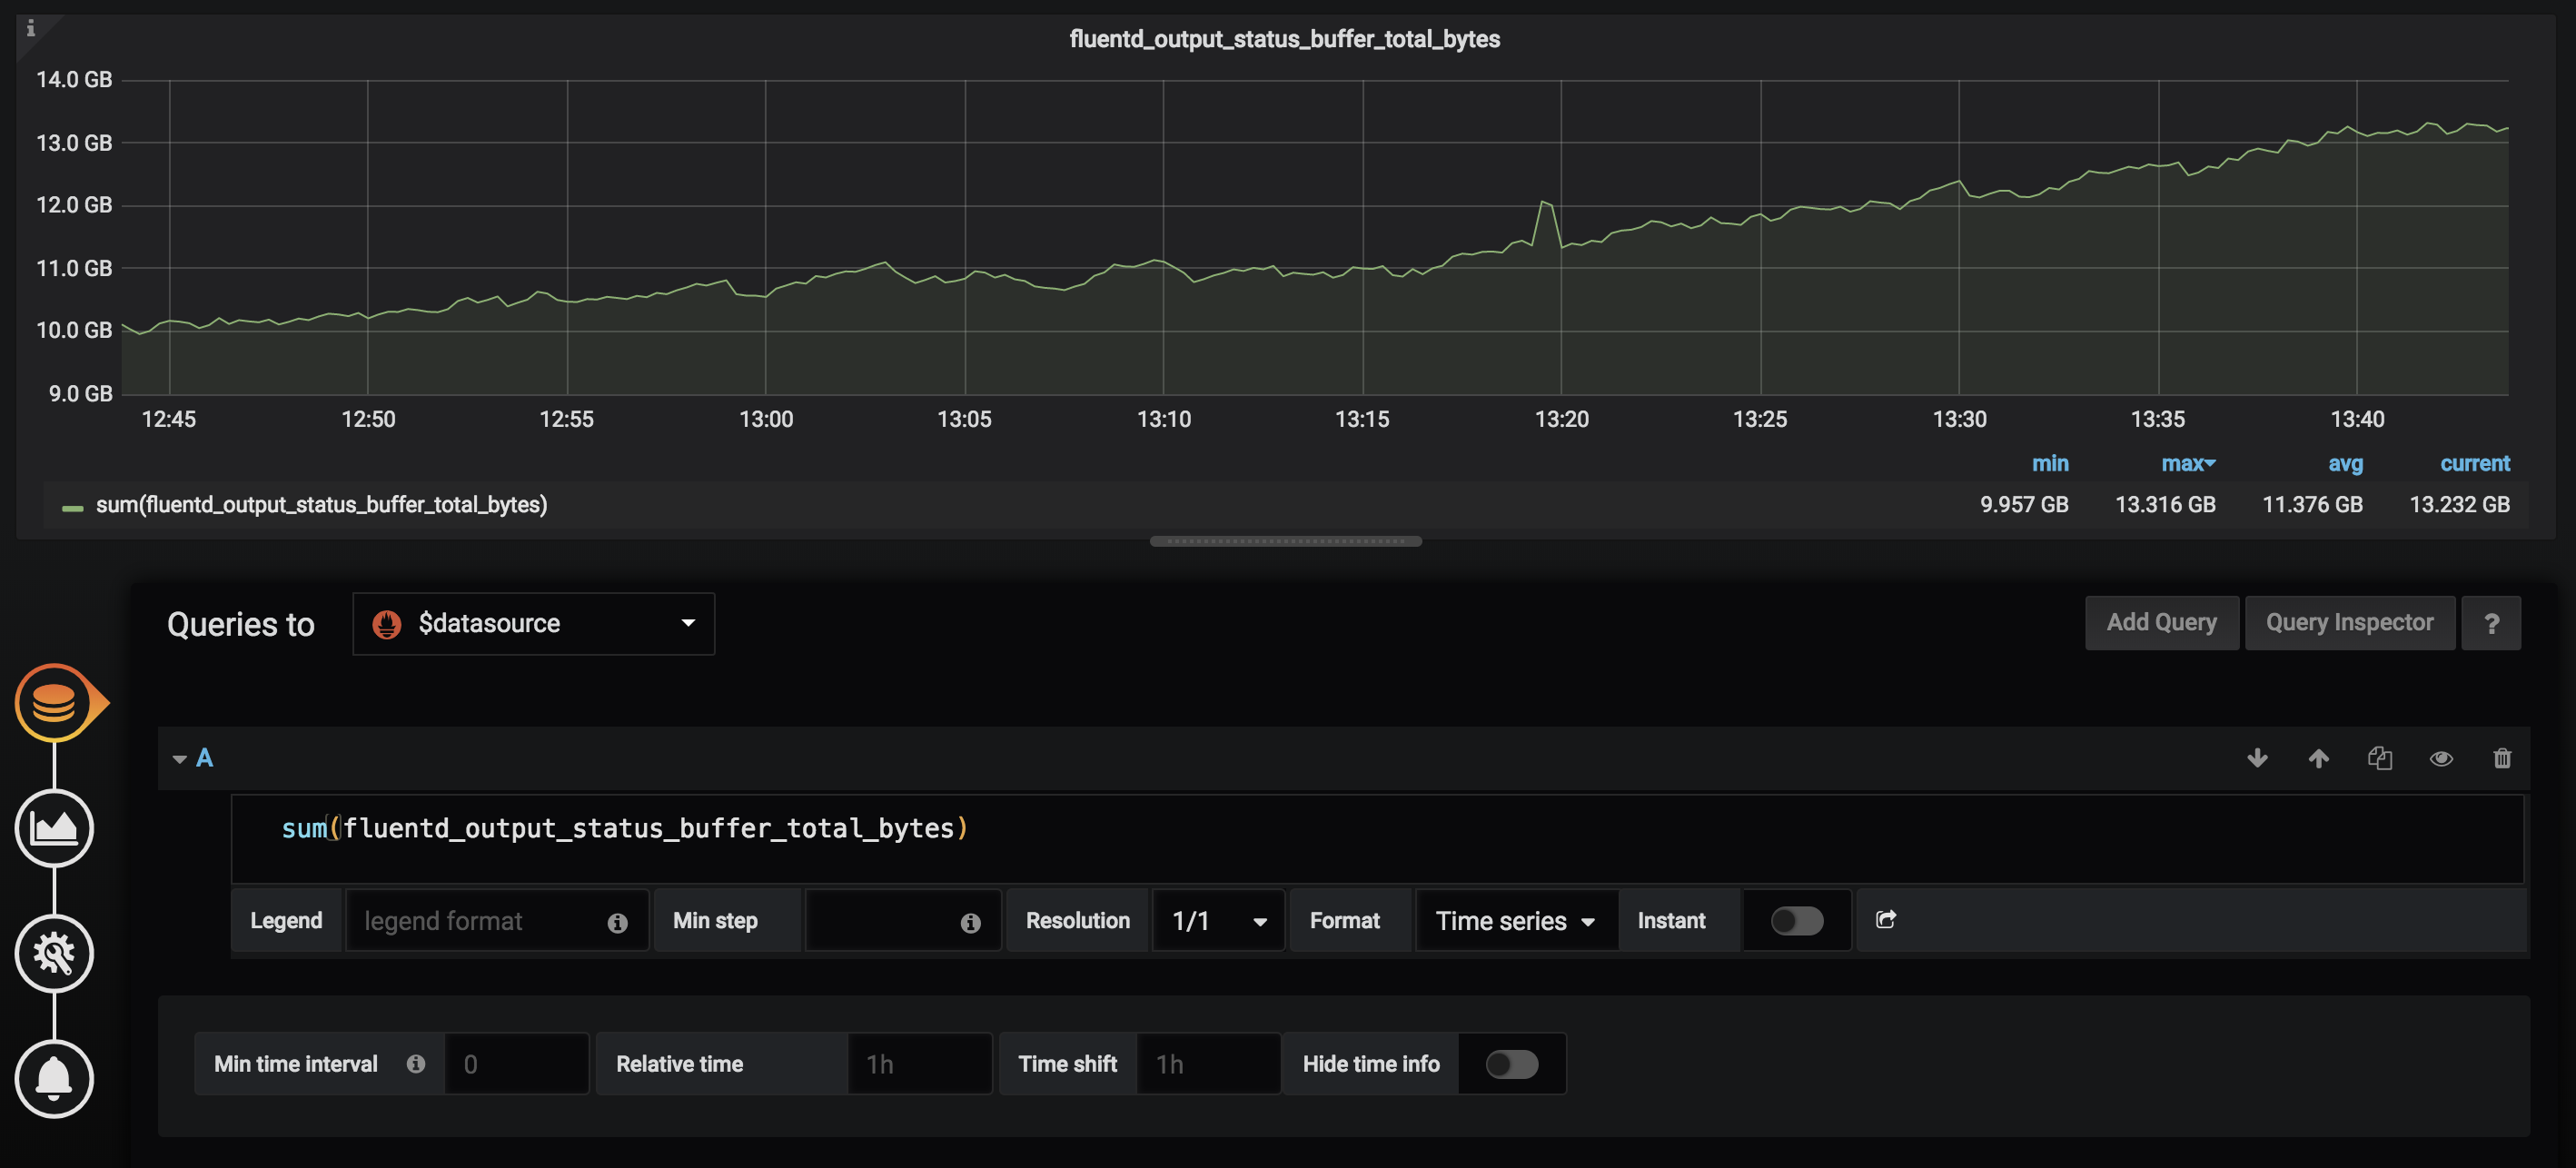 fluentd_output_status_buffer_total_bytes
14.0 GB
13.0 GB
12.0 GB
11.0 GB
10.0 GB
9.0 GB
12:45 12:50 12:55 13:00 13:05 13:10 13:15 13:20 13:25 13:30 13:35 13:40
min max avg current
sum(fluentd_output_status_buffer_total_bytes) 9.957 GB 13.316 GB 11.376 GB 13.232 GB
Queries to $datasource Add Query Query Inspector ?
A
sum(fluentd_output_status_buffer_total_bytes)
Legend legend format Min step Resolution 1/1 Format Time series Instant
Min time interval 0 Relative time 1h Time shift 1h Hide time info